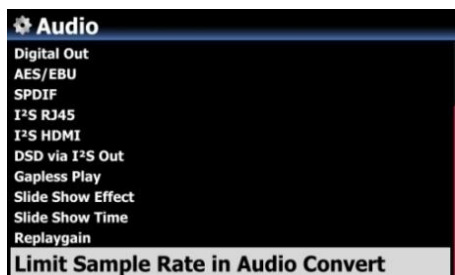 Audio
Digital Out
AES/EBU
SPDIF
I²S RJ45
I²S HDMI
DSD via I²S Out
Gapless Play
Slide Show Effect
Slide Show Time
Replaygain
Limit Sample Rate in Audio Convert